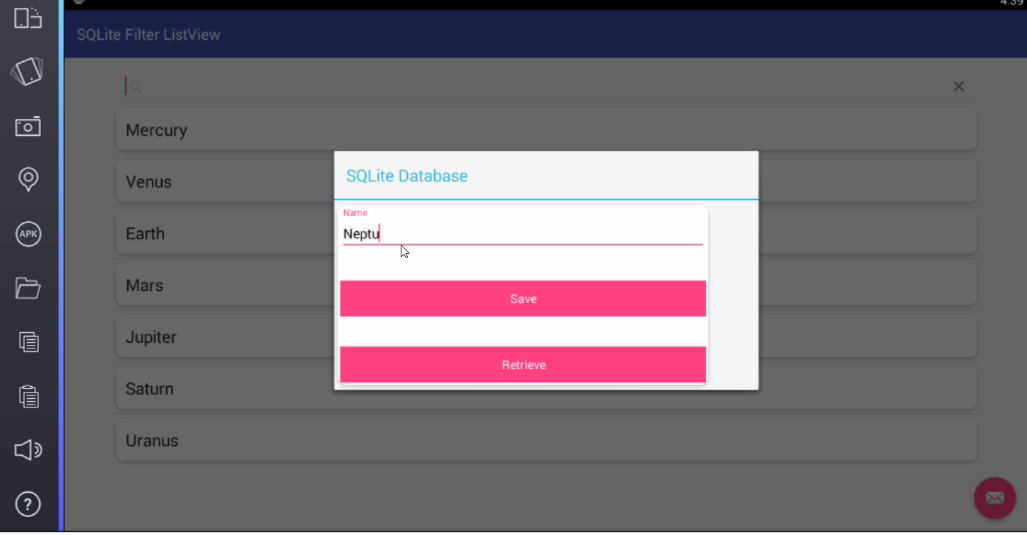 4:39
SQLite Filter ListView
Mercury
Venus
Earth
Mars
Jupiter
Saturn
Uranus
SQLite Database
Name
Neptu
Save
Retrieve
APK
?